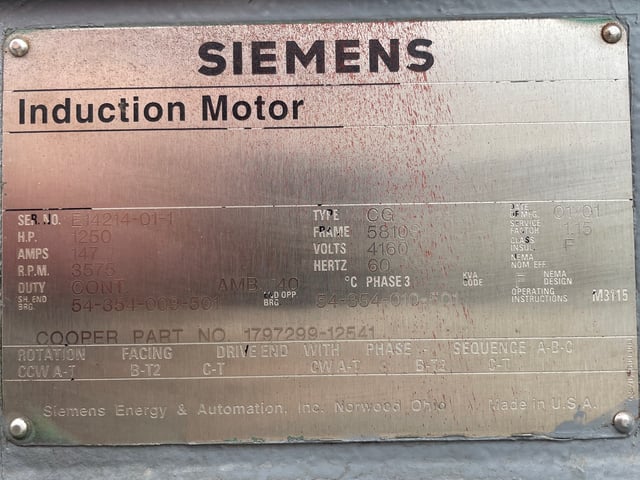 SIEMENS
Induction Motor
SER. NO. E14214-01-1 TYPE CG DATE OF MFG. 01/01
H.P. 1250 FRAME SERVICE FACTOR 1.15
AMPS 147 VOLTS 4160 CLASS INSUL. F
R.P.M. 3575 HERTZ 60 NEMA NOM. EFF.
DUTY CONT. AMB. 40 °C PHASE 3 KVA CODE NEMA DESIGN
SH. END BRG. 54-354-009-501 OPP BRG 54-354-010-501 OPERATING INSTRUCTIONS M3115
COOPER PART NO. 1797299-12541
ROTATION FACING DRIVE END WITH PHASE SEQUENCE A-B-C
CCW A-T B-T2 C-T CW A-T B-T2 C-T
Siemens Energy & Automation, Inc. Norwood, Ohio Made in U.S.A.